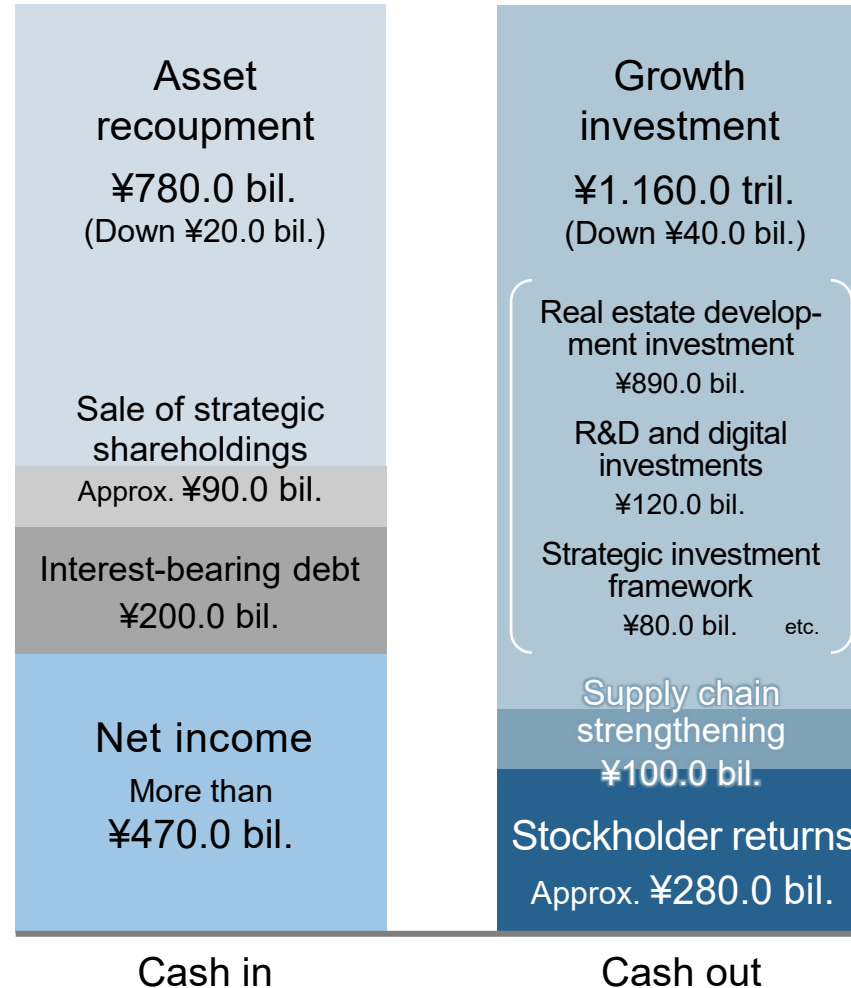 Asset
recoupment
¥780.0 bil.
(Down ¥20.0 bil.)
Sale of strategic
shareholdings
Approx. ¥90.0 bil.
Interest-bearing debt
¥200.0 bil.
Net income
More than
¥470.0 bil.
Cash in
Growth
investment
¥1.160.0 tril.
(Down ¥40.0 bil.)
Real estate develop-
ment investment
¥890.0 bil.
R&D and digital
investments
¥120.0 bil.
Strategic investment
framework
¥80.0 bil. etc.
Supply chain
strengthening
¥100.0 bil.
Stockholder returns
Approx. ¥280.0 bil.
Cash out